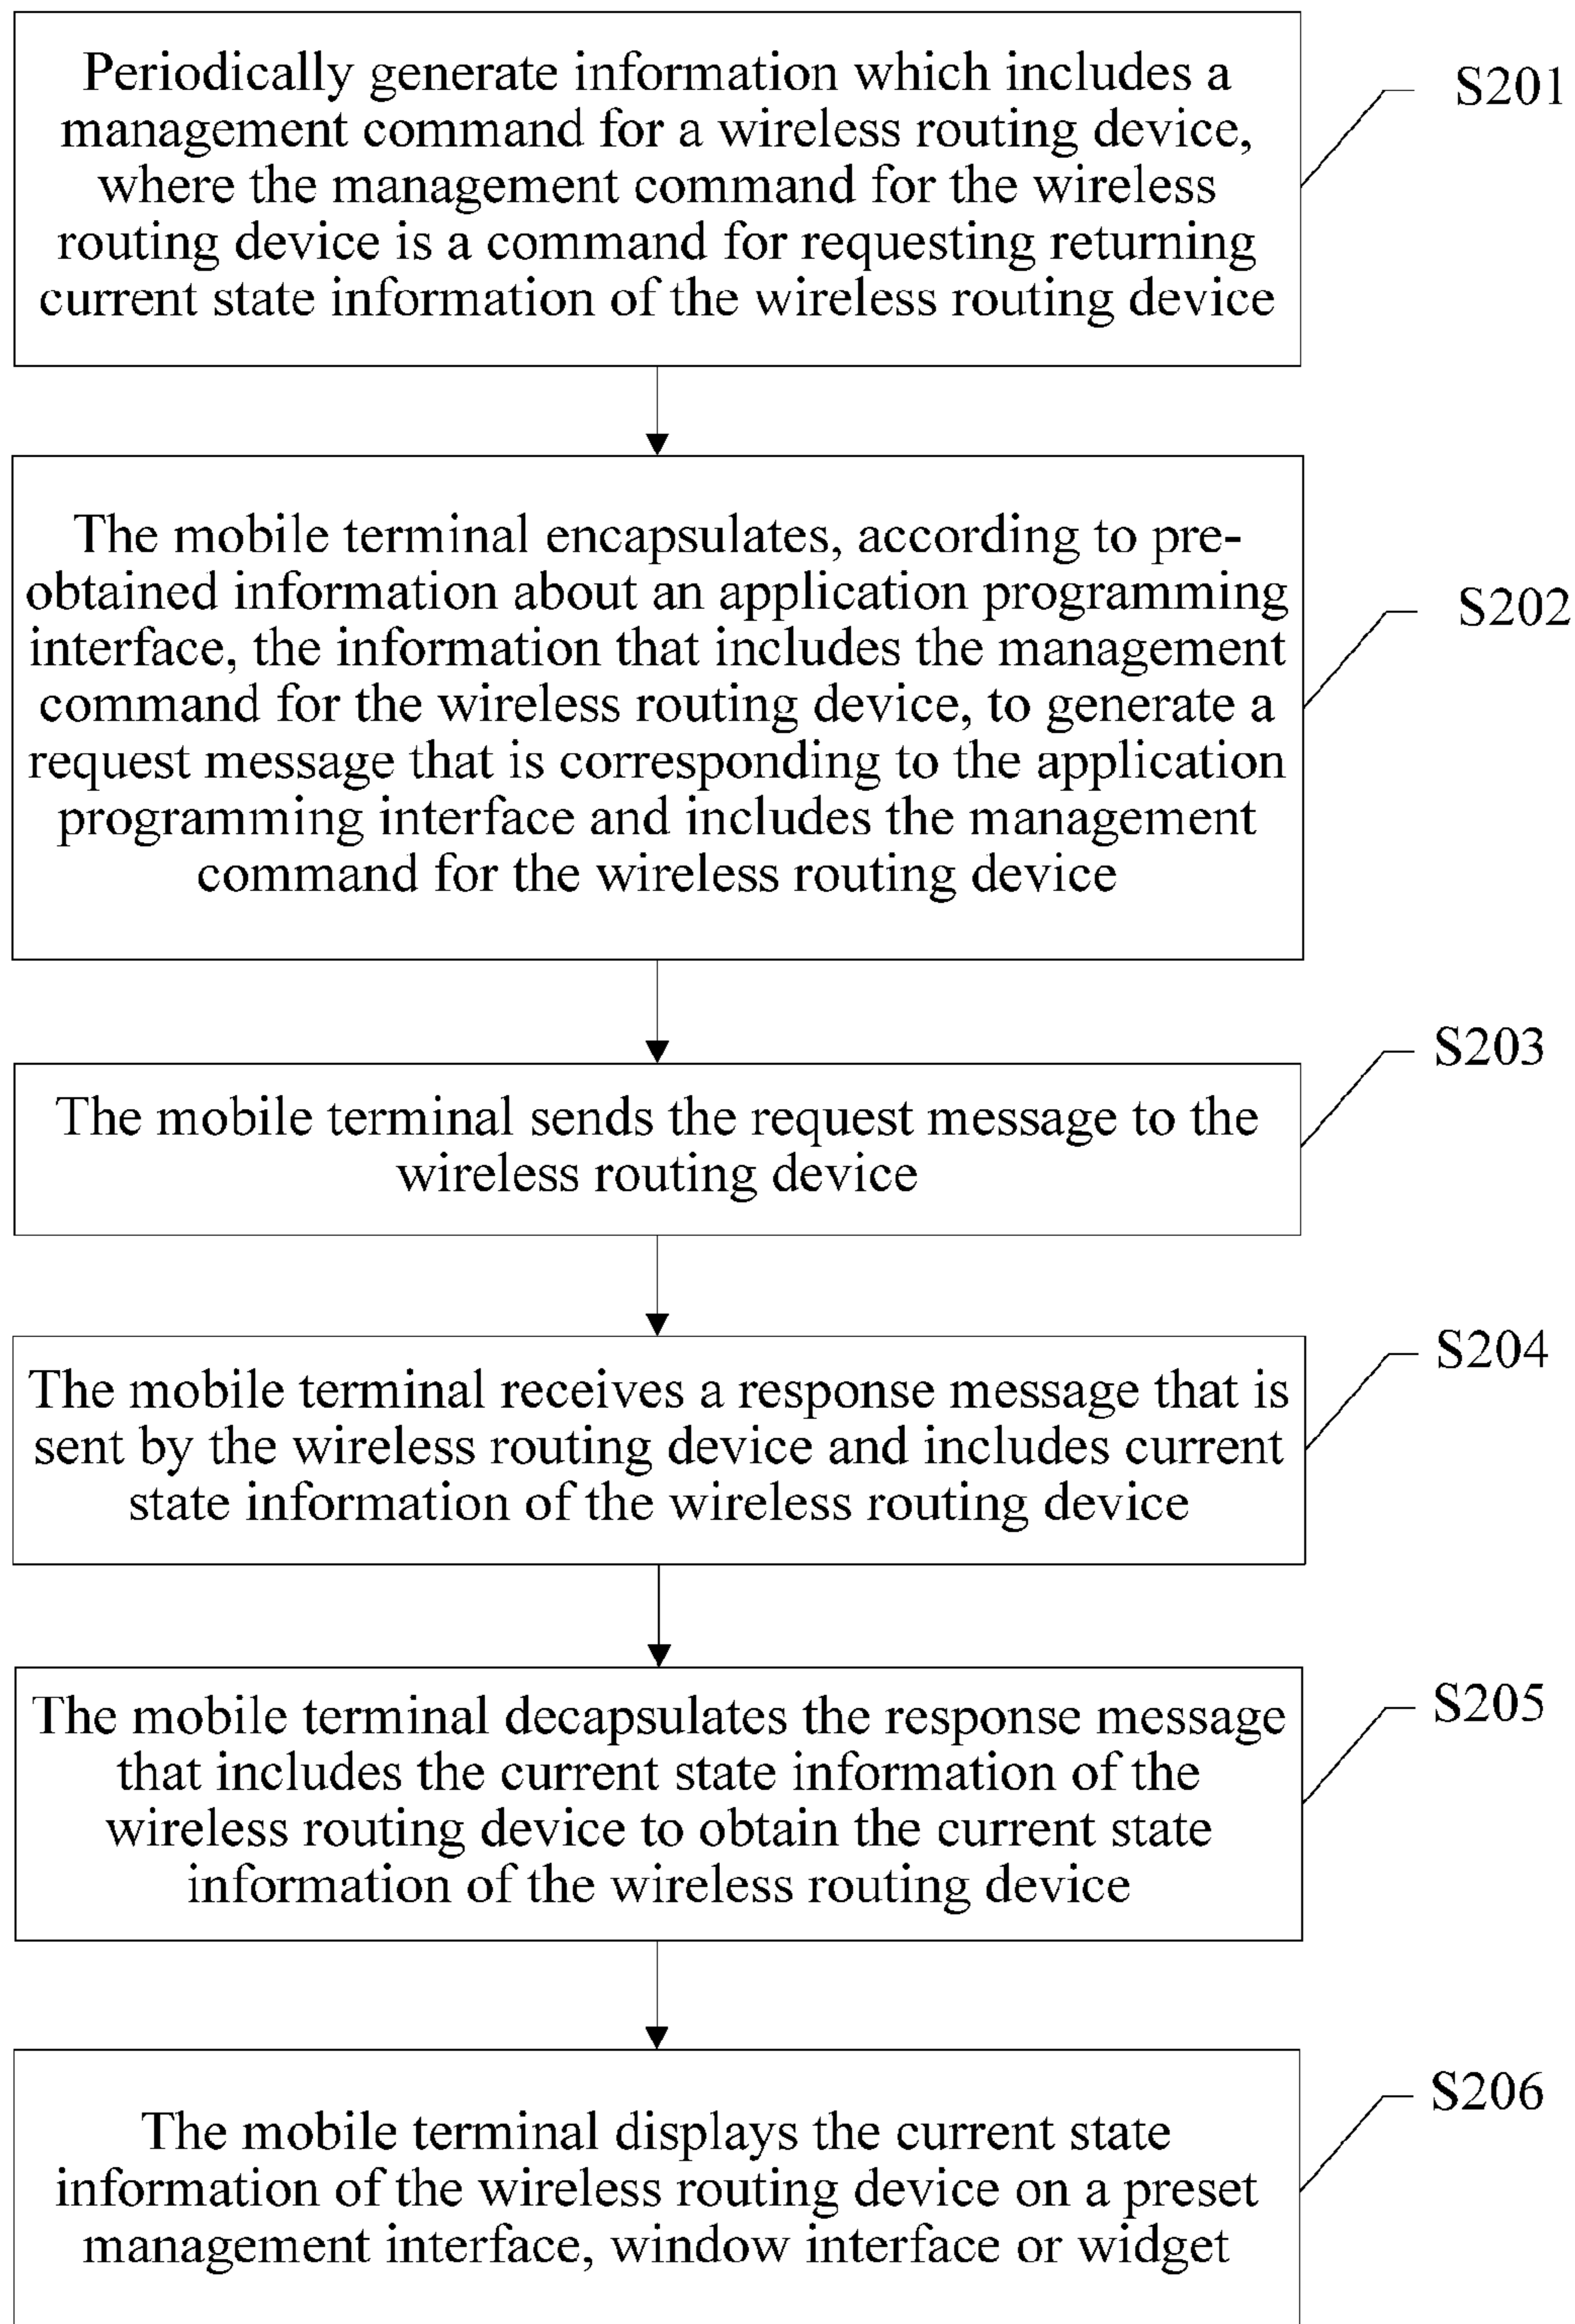 Periodically generate information which includes a
management command for a wireless routing device,
where the management command for the wireless
routing device is a command for requesting returning
current state information of the wireless routing device
S201
The mobile terminal encapsulates, according to pre-
obtained information about an application programming
interface, the information that includes the management
command for the wireless routing device, to generate a
request message that is corresponding to the application
programming interface and includes the management
command for the wireless routing device
S202
The mobile terminal sends the request message to the
wireless routing device
S203
The mobile terminal receives a response message that is
sent by the wireless routing device and includes current
state information of the wireless routing device
S204
The mobile terminal decapsulates the response message
that includes the current state information of the
wireless routing device to obtain the current state
information of the wireless routing device
S205
The mobile terminal displays the current state
information of the wireless routing device on a preset
management interface, window interface or widget
S206